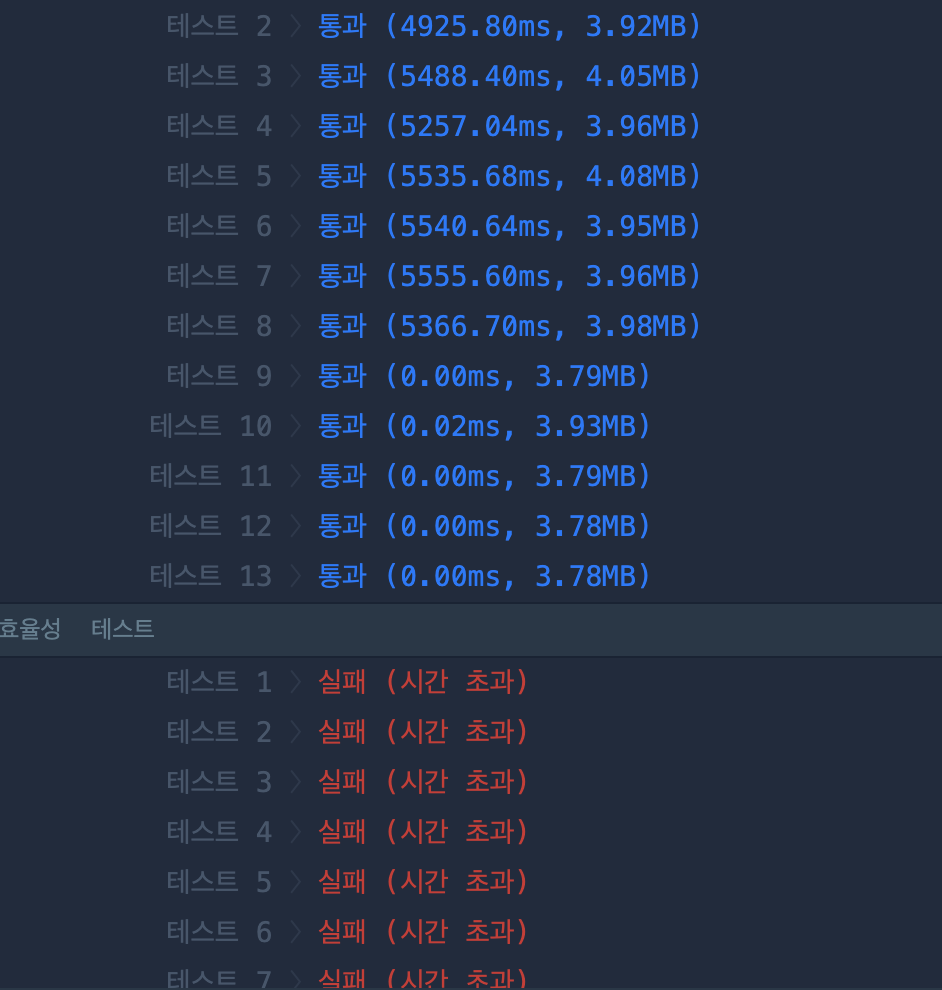 테스트 2 〉 통과 (4925.80ms, 3.92MB)
테스트 3 〉 통과 (5488.40ms, 4.05MB)
테스트 4 〉 통과 (5257.04ms, 3.96MB)
테스트 5 〉 통과 (5535.68ms, 4.08MB)
테스트 6 〉 통과 (5540.64ms, 3.95MB)
테스트 7 〉 통과 (5555.60ms, 3.96MB)
테스트 8 〉 통과 (5366.70ms, 3.98MB)
테스트 9 〉 통과 (0.00ms, 3.79MB)
테스트 10 〉 통과 (0.02ms, 3.93MB)
테스트 11 〉 통과 (0.00ms, 3.79MB)
테스트 12 〉 통과 (0.00ms, 3.78MB)
테스트 13 〉 통과 (0.00ms, 3.78MB)
효율성 테스트
테스트 1 〉 실패 (시간 초과)
테스트 2 〉 실패 (시간 초과)
테스트 3 〉 실패 (시간 초과)
테스트 4 〉 실패 (시간 초과)
테스트 5 〉 실패 (시간 초과)
테스트 6 〉 실패 (시간 초과)
테스트 7 〉 실패 (시간 초과)